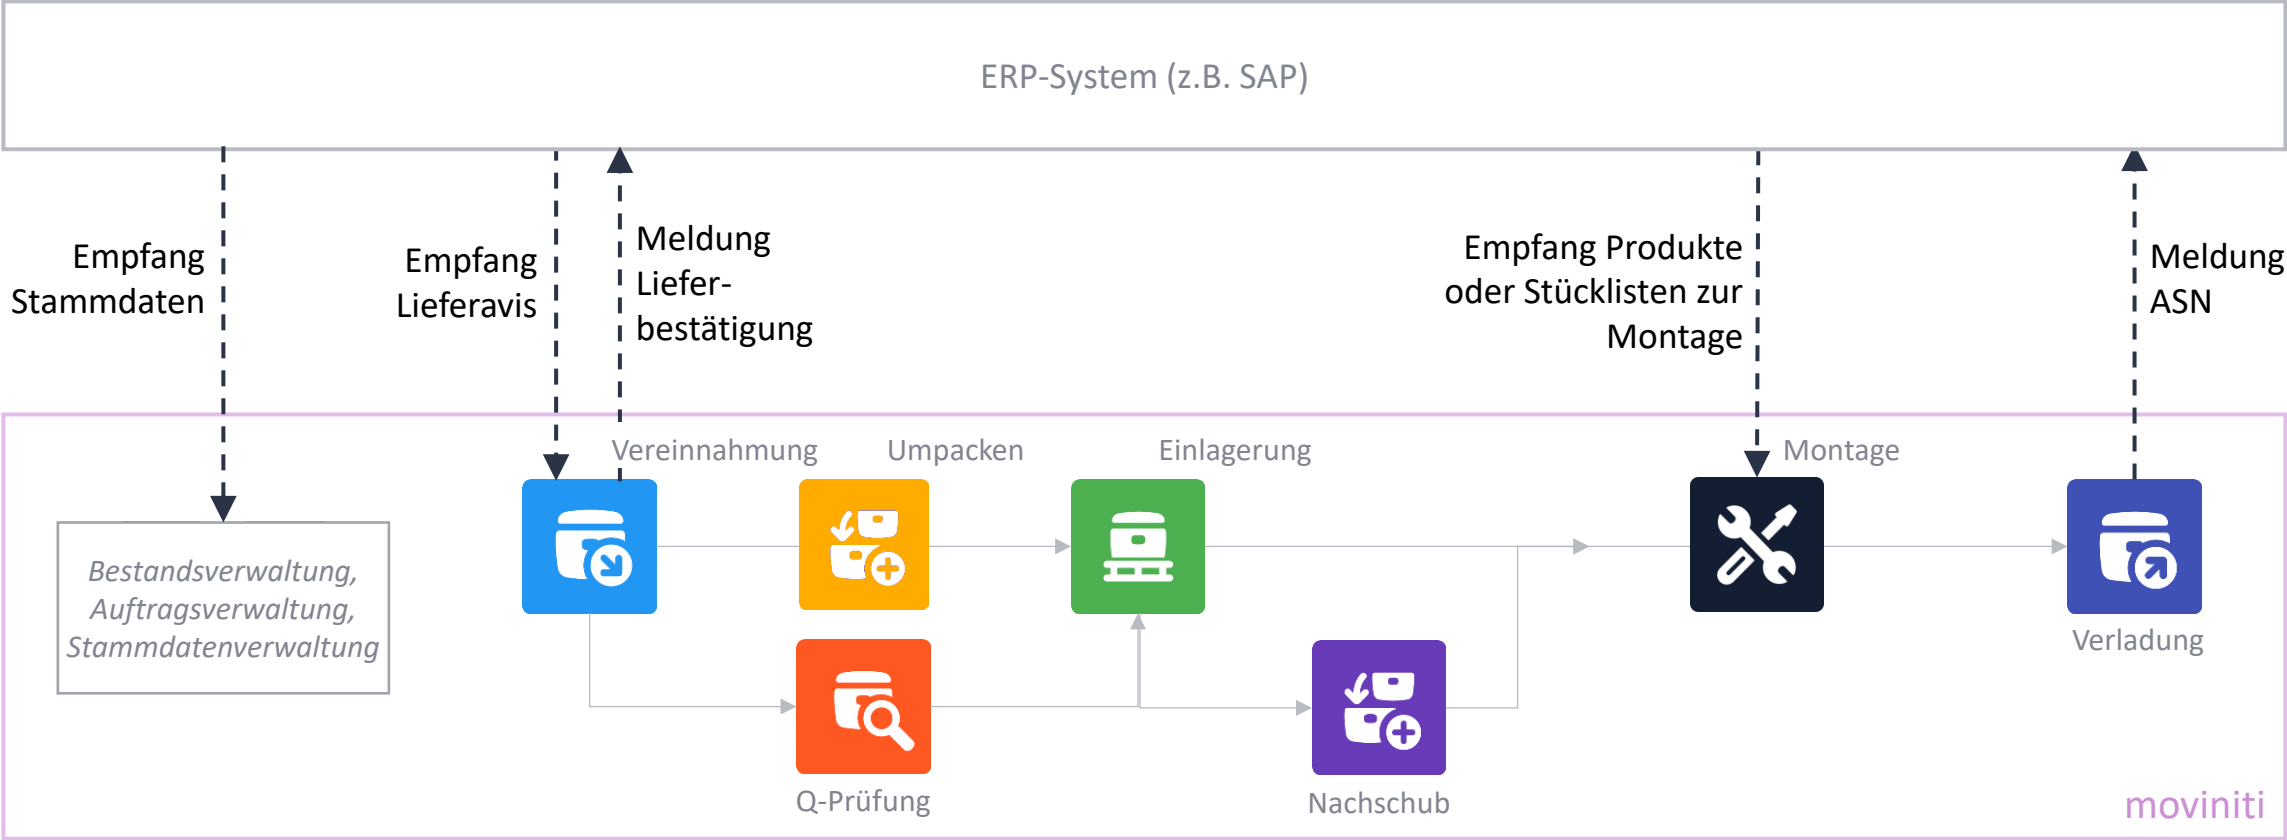 ERP-System (z.B. SAP)
Empfang
Stammdaten
Empfang
Lieferavis
Meldung
Liefer-
bestätigung
Empfang Produkte
oder Stücklisten zur
Montage
Meldung
ASN
Vereinnahmung
Umpacken
Einlagerung
Montage
Bestandsverwaltung,
Auftragsverwaltung,
Stammdatenverwaltung
Verladung
Q-Prüfung
Nachschub
moviniti